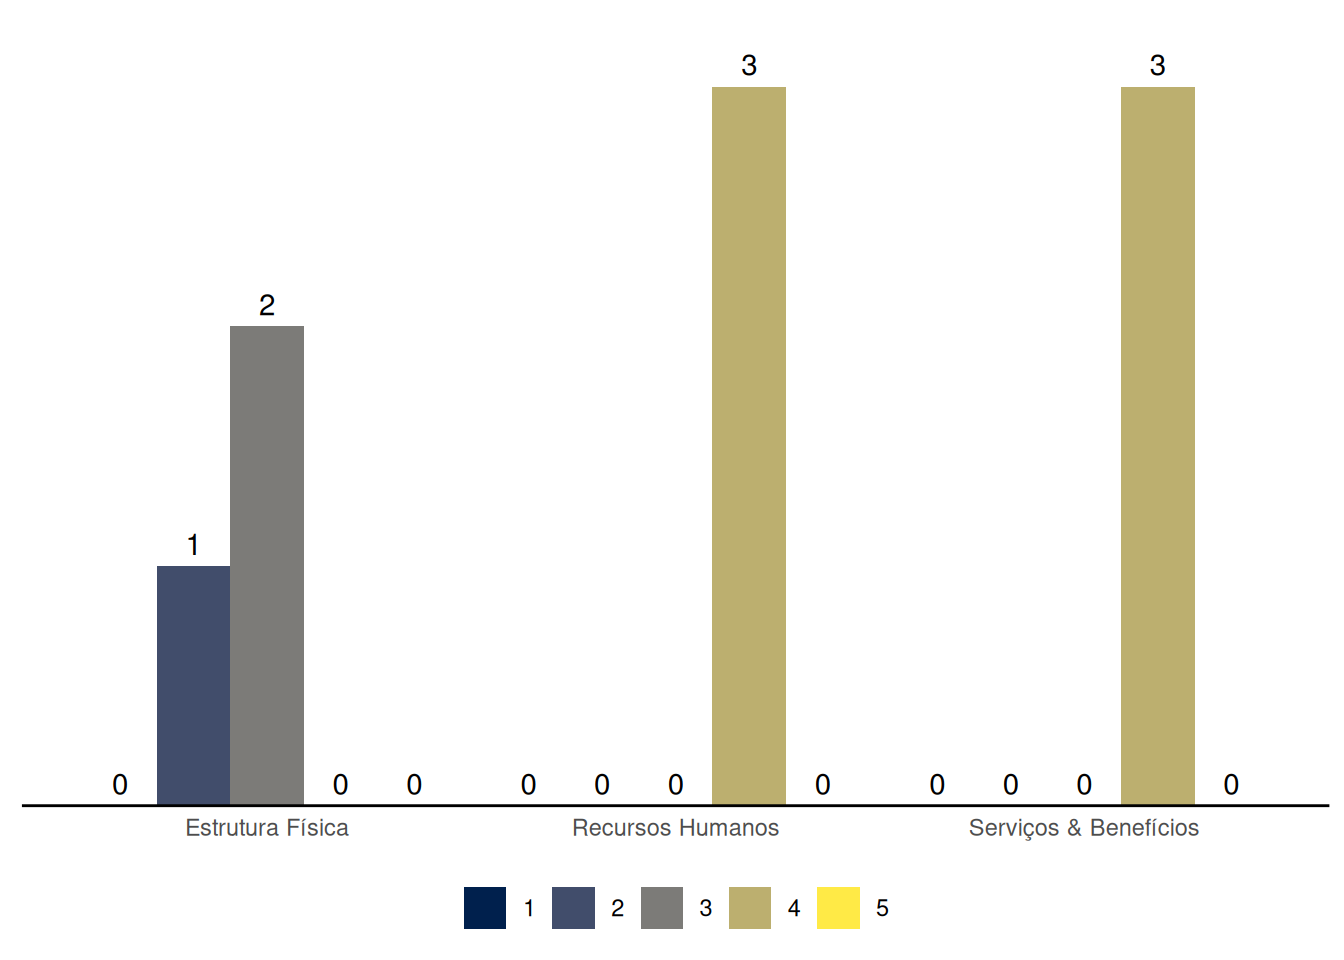 3 3
2
1
0 0 0 0 0 0 0 0 0 0 0
Estrutura Física Recursos Humanos Serviços & Benefícios
1 2 3 4 5